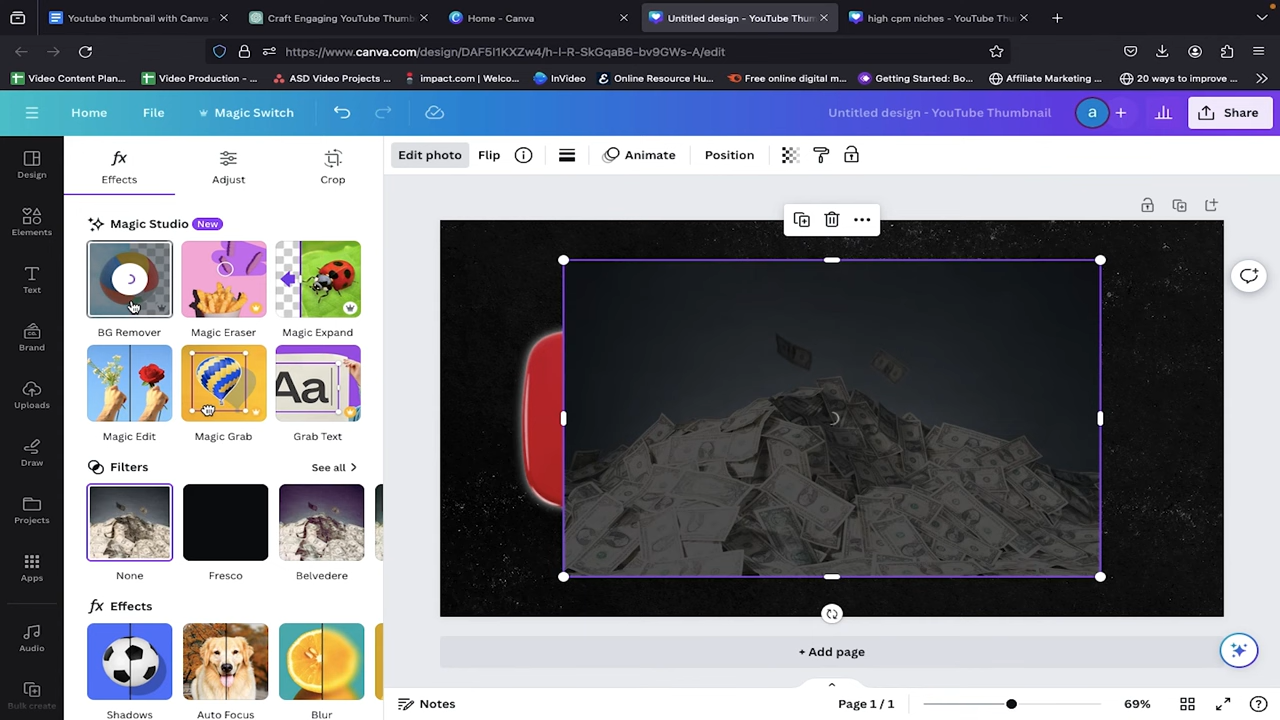 Youtube thumbnail with Canva
Craft Engaging YouTube Thumb
Home - Canva
Untitled design - YouTube Thum
high cpm niches - YouTube Th
https://www.canva.com/design/DAF5I1KXZw4/h-I-R-SkGqaB6-bv9GWs-A/edit
Video Content Plan...
Video Production - ...
ASD Video Projects ...
impact.com | Welco...
InVideo
Online Resource Hu...
Free online digital m...
Getting Started: Bo...
Affiliate Marketing ...
20 ways to improve ...
Home
File
Magic Switch
Untitled design - YouTube Thumbnail
a
Share
Design
Elements
Text
Brand
Uploads
Draw
Projects
Apps
Audio
Bulk create
fx
Effects
Adjust
Crop
Edit photo
Flip
Animate
Position
Magic Studio New
BG Remover
Magic Eraser
Magic Expand
Aa
Magic Edit
Magic Grab
Grab Text
Filters
See all
None
Fresco
Belvedere
fx Effects
Shadows
Auto Focus
Blur
+ Add page
Notes
Page 1 / 1
69%